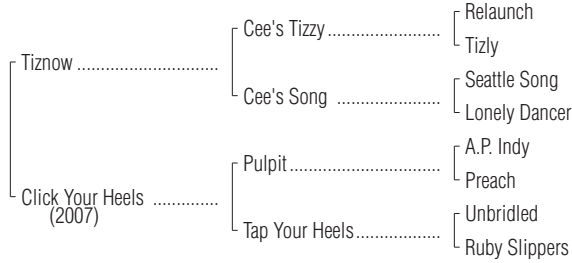 Relaunch
Cee's Tizzy ........................
Tizly
Tiznow ..............................
Seattle Song
Cee's Song ......................
Lonely Dancer
A.P. Indy
Pulpit................................
Preach
Click Your Heels ..............
(2007)
Unbridled
Tap Your Heels..................
Ruby Slippers